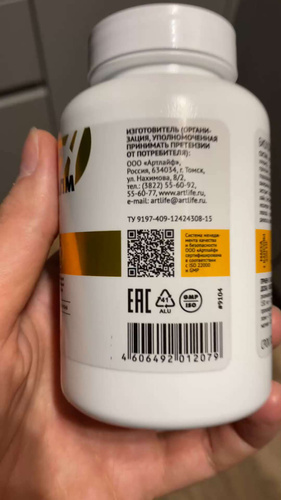 ИЗГОТОВИТЕЛЬ (ОРГАНИ-
ЗАЦИЯ, УПОЛНОМОЧЕННАЯ
ПРИНИМАТЬ ПРЕТЕНЗИИ
ОТ ПОТРЕБИТЕЛЯ):
ООО «Артлайф»,
Россия, 634034, г. Томск,
ул. Нахимова, 8/2,
тел.: (3822) 55-60-92,
55-60-77, www.artlife.ru,
e-mail: artlife@artlife.ru
ТУ 9197-409-12424308-15
Система менедж-
мента качества
и безопасности
ООО «Артлайф»
сертифицирована
в соответствии
с ISO 22000
и GMP
EAC
41
ALU
GMP
ISO
#9104
4 606492 012079